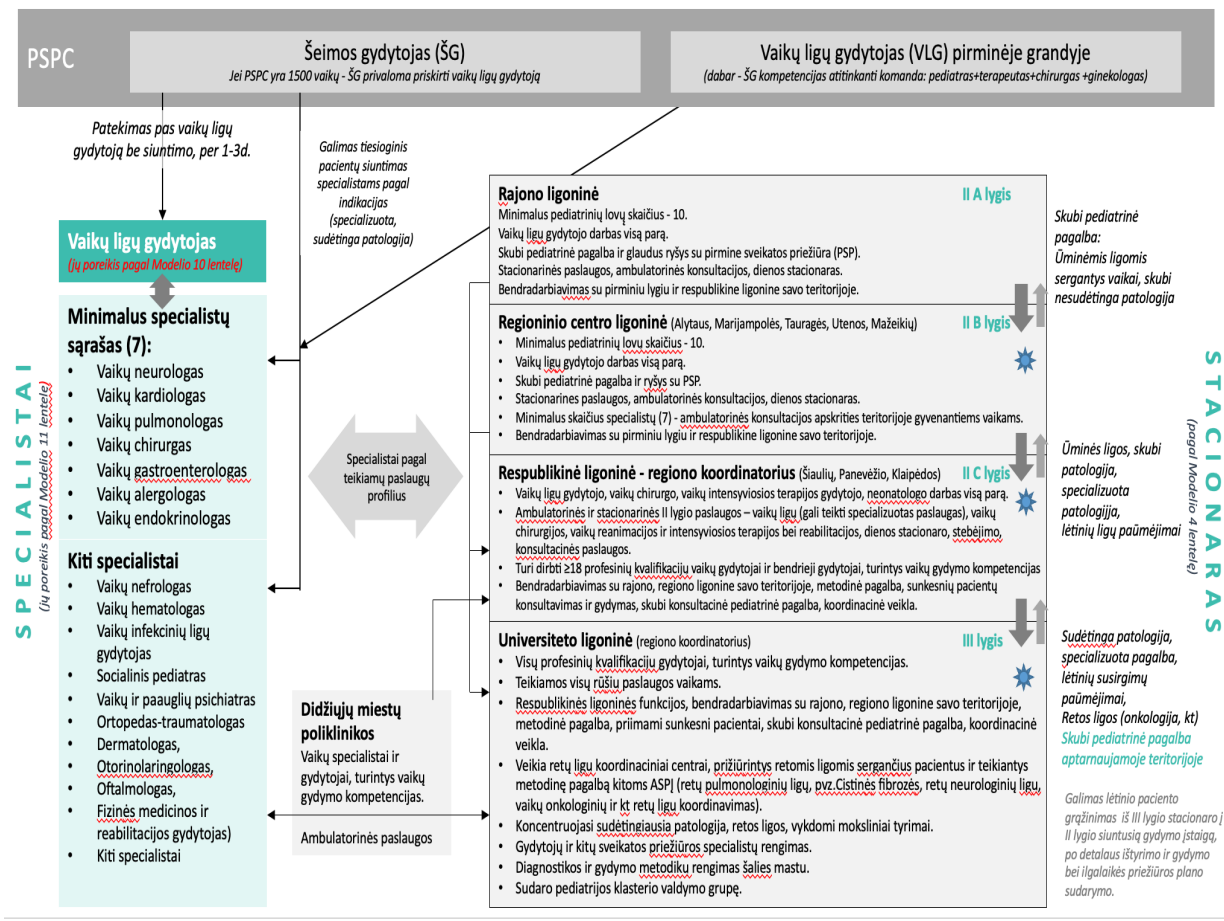 PSPC
Šeimos gydytojas (ŠG)
Jei PSPC yra 1500 vaikų - ŠG privaloma priskirti vaikų ligų gydytoją
Vaikų ligų gydytojas (VLG) pirminėje grandyje
(dabar - ŠG kompetencijas atitinkanti komanda: pediatras+terapeutas+chirurgas +ginekologas)
Patekimas pas vaikų ligų
gydytoją be siuntimo, per 1-3d.
Galimas tiesioginis
pacientų siuntimas
specialistams pagal
indikacijas
(specializuota,
sudėtinga patologija)
Vaikų ligų gydytojas
(jų poreikis pagal Modelio 10 lentelę)
Minimalus specialistų
sąrašas (7):
• Vaikų neurologas
• Vaikų kardiologas
• Vaikų pulmonologas
• Vaikų chirurgas
• Vaikų gastroenterologas
• Vaikų alergologas
• Vaikų endokrinologas
Kiti specialistai
• Vaikų nefrologas
• Vaikų hematologas
• Vaikų infekcinių ligų
gydytojas
• Socialinis pediatras
• Vaikų ir paauglių psichiatras
• Ortopedas-traumatologas
• Dermatologas,
• Otorinolaringologas,
• Oftalmologas,
• Fizinės medicinos ir
reabilitacijos gydytojas)
• Kiti specialistai
SPECIALISTAI
(jų poreikis pagal Modelio 11 lentelę)
Specialistai pagal
teikiamų paslaugų
profilius
Didžiųjų miestų
poliklinikos
Vaikų specialistai ir
gydytojai, turintys vaikų
gydymo kompetencijas.
Ambulatorinės paslaugos
Rajono ligoninė
II A lygis
Minimalus pediatrinių lovų skaičius - 10.
Vaikų ligų gydytojo darbas visą parą.
Skubi pediatrinė pagalba ir glaudus ryšys su pirmine sveikatos priežiūra (PSP).
Stacionarinės paslaugos, ambulatorinės konsultacijos, dienos stacionaras.
Bendradarbiavimas su pirminiu lygiu ir respublikine ligonine savo teritorijoje.
Regioninio centro ligoninė (Alytaus, Marijampolės, Tauragės, Utenos, Mažeikių)
II B lygis
• Minimalus pediatrinių lovų skaičius - 10.
• Vaikų ligų gydytojo darbas visą parą.
• Skubi pediatrinė pagalba ir ryšys su PSP.
• Stacionarines paslaugos, ambulatorinės konsultacijos, dienos stacionaras.
• Minimalus skaičius specialistų (7) - ambulatorinės konsultacijos apskrities teritorijoje gyvenantiems vaikams.
• Bendradarbiavimas su pirminiu lygiu ir respublikine ligonine savo teritorijoje.
Respublikinė ligoninė - regiono koordinatorius (Šiaulių, Panevėžio, Klaipėdos)
II C lygis
• Vaikų ligų gydytojo, vaikų chirurgo, vaikų intensyviosios terapijos gydytojo, neonatologo darbas visą parą.
• Ambulatorinės ir stacionarinės II lygio paslaugos – vaikų ligų (gali teikti specializuotas paslaugas), vaikų
chirurgijos, vaikų reanimacijos ir intensyviosios terapijos bei reabilitacijos, dienos stacionaro, stebėjimo,
konsultacinės paslaugos.
• Turi dirbti ≥18 profesinių kvalifikacijų vaikų gydytojai ir bendrieji gydytojai, turintys vaikų gydymo kompetencijas
• Bendradarbiavimas su rajono, regiono ligonine savo teritorijoje, metodinė pagalba, sunkesnių pacientų
konsultavimas ir gydymas, skubi konsultacinė pediatrinė pagalba, koordinacinė veikla.
Universiteto ligoninė (regiono koordinatorius)
III lygis
• Visų profesinių kvalifikacijų gydytojai, turintys vaikų gydymo kompetencijas.
• Teikiamos visų rūšių paslaugos vaikams.
• Respublikinės ligoninės funkcijos, bendradarbiavimas su rajono, regiono ligonine savo teritorijoje,
metodinė pagalba, priimami sunkesni pacientai, skubi konsultacinė pediatrinė pagalba, koordinacinė
veikla.
• Veikia retų ligų koordinaciniai centrai, prižiūrintys retomis ligomis sergančius pacientus ir teikiantys
metodinę pagalbą kitoms ASPĮ (retų pulmonologinių ligų, pvz.Cistinės fibrozės, retų neurologinių ligų,
vaikų onkologinių ir kt retų ligų koordinavimas).
• Koncentruojasi sudėtingiausia patologija, retos ligos, vykdomi moksliniai tyrimai.
• Gydytojų ir kitų sveikatos priežiūros specialistų rengimas.
• Diagnostikos ir gydymo metodikų rengimas šalies mastu.
• Sudaro pediatrijos klasterio valdymo grupę.
Skubi pediatrinė
pagalba:
Ūminėmis ligomis
sergantys vaikai, skubi
nesudėtinga patologija
Ūminės ligos, skubi
patologija,
specializuota
patologijja,
lėtinių ligų paūmėjimai
Sudėtinga patologija,
specializuota pagalba,
lėtinių susirgimų
paūmėjimai,
Retos ligos (onkologija, kt)
Skubi pediatrinė pagalba
aptarnaujamoje teritorijoje
Galimas lėtinio paciento
grąžinimas iš III lygio stacionaro į
II lygio siuntusią gydymo įstaigą,
po detalaus ištyrimo ir gydymo
bei ilgalaikės priežiūros plano
sudarymo.
STACIONARAS
(pagal Modelio 4 lentelę)